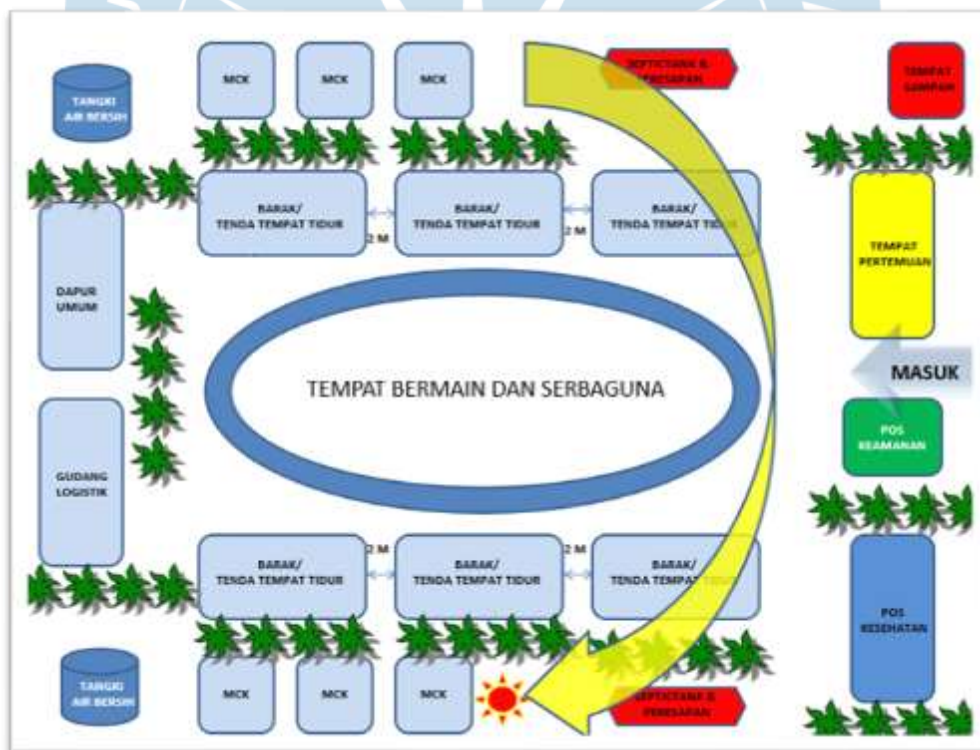 TANGKI
AIR BERSIH
MCK
MCK
MCK
SEPTICTANK &
PERESAPAN
TEMPAT
SAMPAH
BARAK/
TENDA TEMPAT TIDUR
2 M
BARAK/
TENDA TEMPAT TIDUR
2 M
BARAK/
TENDA TEMPAT TIDUR
TEMPAT
PERTEMUAN
DAPUR
UMUM
TEMPAT BERMAIN DAN SERBAGUNA
MASUK
POS
KEAMANAN
GUDANG
LOGISTIK
BARAK/
TENDA TEMPAT TIDUR
2 M
BARAK/
TENDA TEMPAT TIDUR
2 M
BARAK/
TENDA TEMPAT TIDUR
POS
KESEHATAN
TANGKI
AIR BERSIH
MCK
MCK
MCK
SEPTICTANK &
PERESAPAN